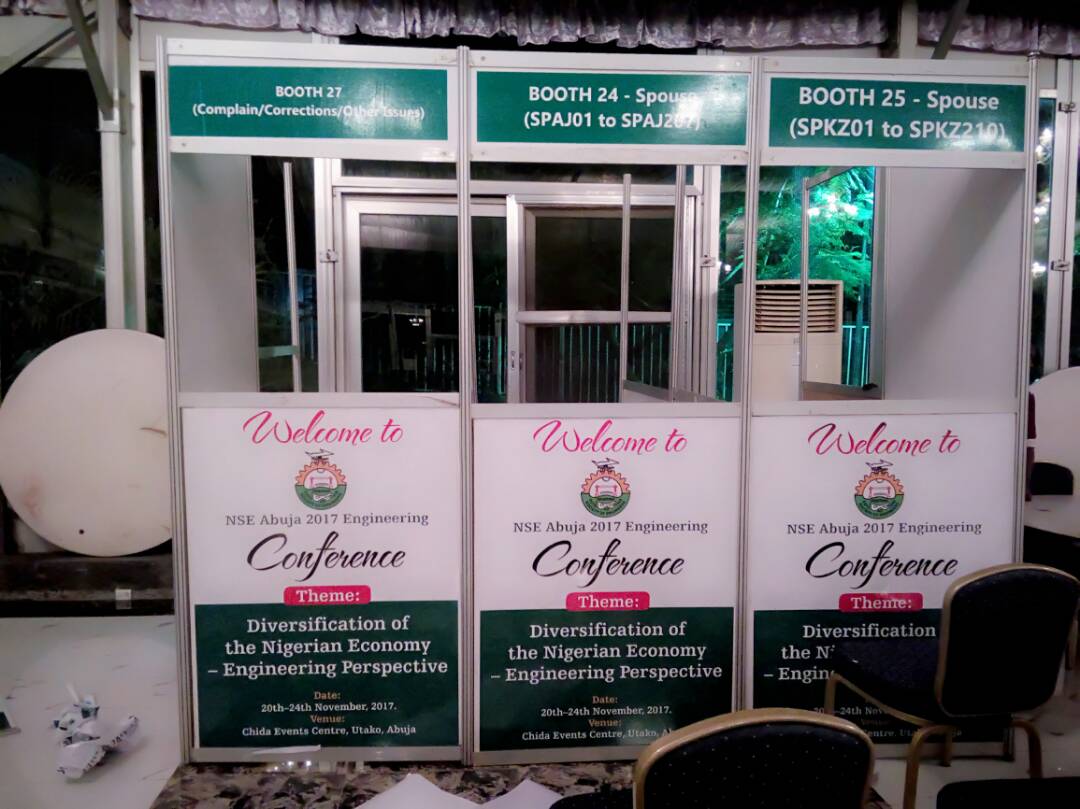 BOOTH 27
(Complain/Corrections/Other Issues)
BOOTH 24 - Spouse
(SPAJ01 to SPAJ207)
BOOTH 25 - Spouse
(SPKZ01 to SPKZ210)
Welcome to
NSE Abuja 2017 Engineering
Conference
Theme:
Diversification of
the Nigerian Economy
– Engineering Perspective
Date:
20th–24th November, 2017.
Venue:
Chida Events Centre, Utako, Abuja
Welcome to
NSE Abuja 2017 Engineering
Conference
Theme:
Diversification of
the Nigerian Economy
– Engineering Perspective
Date:
20th–24th November, 2017.
Venue:
Chida Events Centre, Utako,
Welcome to
NSE Abuja 2017 Engineering
Conference
Theme:
Diversification
the